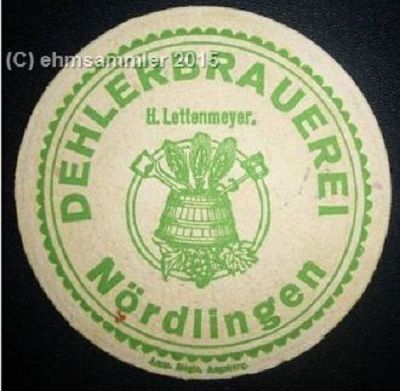 (C) ehmsammler 2015
DEHLERBRAUEREI
H. Lettenmeyer.
Nördlingen